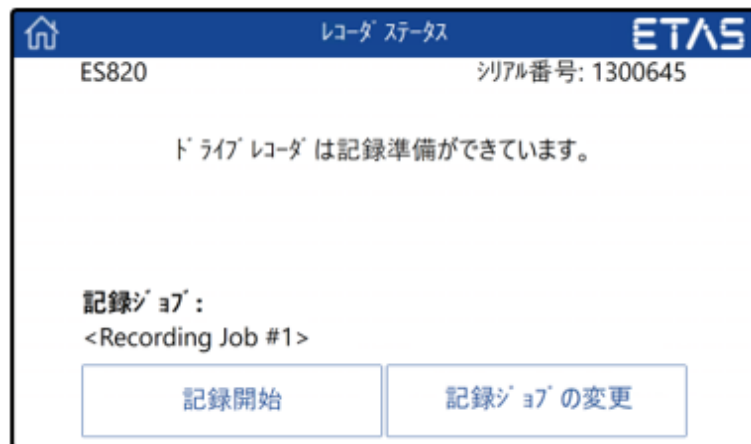 レコーダステータス ETAS
ES820 シリアル番号: 1300645
ドライブレコーダは記録準備ができています。
記録ジョブ:
<Recording Job #1>
記録開始 記録ジョブの変更